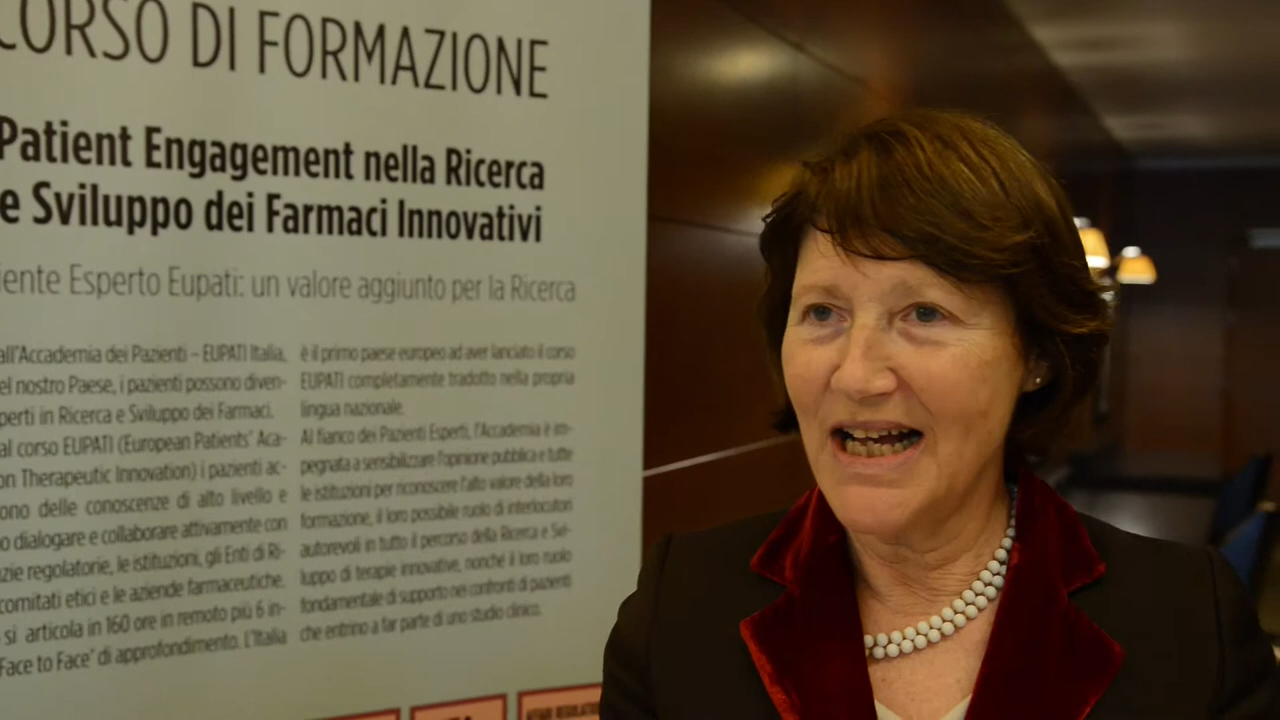 CORSO DI FORMAZIONE
Patient Engagement nella Ricerca
e Sviluppo dei Farmaci Innovativi
iente Esperto Eupati: un valore aggiunto per la Ricerca
all'Accademia dei Pazienti – EUPATI Italia,
el nostro Paese, i pazienti possono diven-
perti in Ricerca e Sviluppo dei Farmaci.
al corso EUPATI (European Patients' Aca-
on Therapeutic Innovation) i pazienti ac-
ono delle conoscenze di alto livello e
o dialogare e collaborare attivamente con
zie regolatorie, le istituzioni, gli Enti di Ri-
comitati etici e le aziende farmaceutiche.
si articola in 160 ore in remoto più 6 in-
Face to Face' di approfondimento. L'Italia
è il primo paese europeo ad aver lanciato il corso
EUPATI completamente tradotto nella propria
lingua nazionale.
Al fianco dei Pazienti Esperti, l'Accademia è im-
pegnata a sensibilizzare l'opinione pubblica e tutte
le istituzioni per riconoscere l'alto valore della loro
formazione, il loro possibile ruolo di interlocutori
autorevoli in tutto il percorso della Ricerca e Svi-
luppo di terapie innovative, nonché il loro ruolo
fondamentale di supporto nei confronti di pazienti
che entrino a far parte di uno studio clinico.